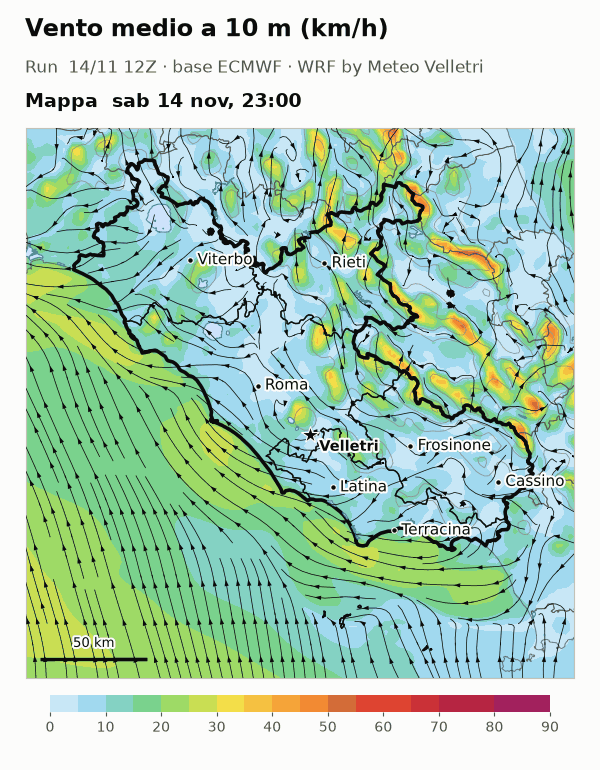 Vento medio a 10 m (km/h)
Run  14/11 12Z · base ECMWF · WRF by Meteo Velletri
Mappa  sab 14 nov, 23:00
Viterbo
Rieti
Roma
Velletri
Frosinone
Cassino
Latina
Terracina
50 km
0 10 20 30 40 50 60 70 80 90